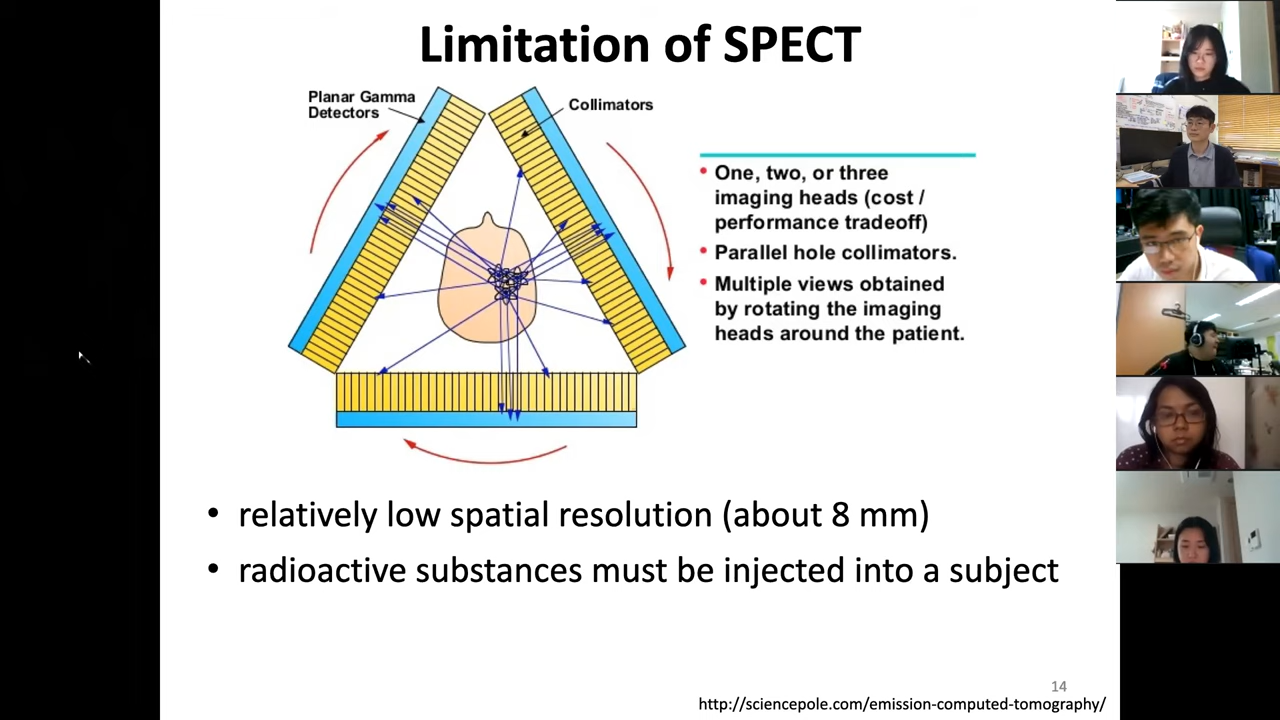 Limitation of SPECT
Planar Gamma
Detectors
Collimators
• One, two, or three
imaging heads (cost /
performance tradeoff)
• Parallel hole collimators.
• Multiple views obtained
by rotating the imaging
heads around the patient.
• relatively low spatial resolution (about 8 mm)
• radioactive substances must be injected into a subject
14
http://sciencepole.com/emission-computed-tomography/